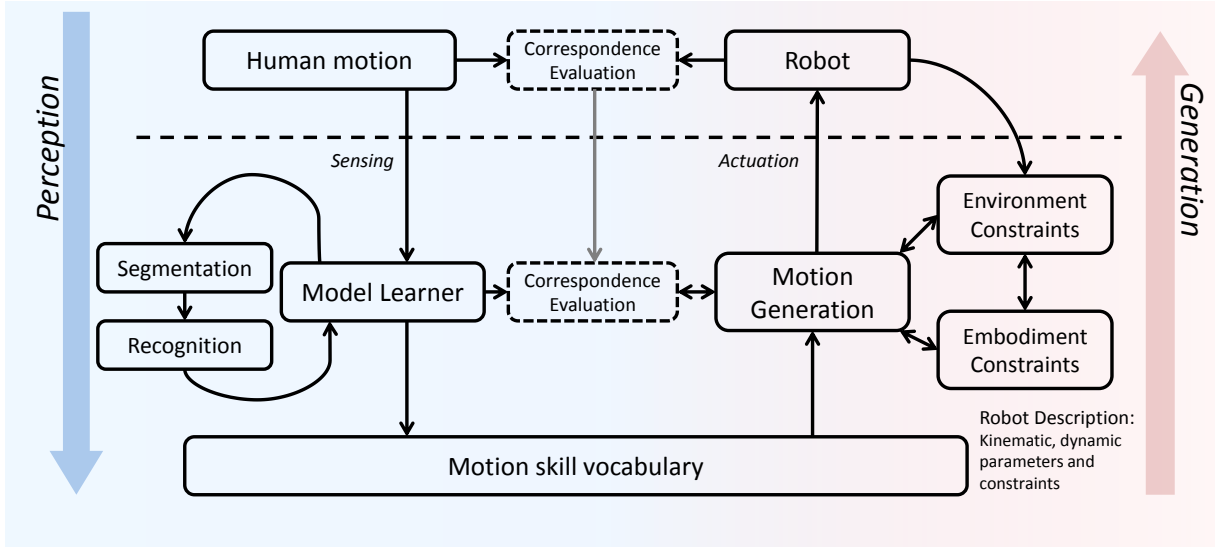 Perception
Human motion
Correspondence
Evaluation
Robot
Generation
Sensing
Actuation
Environment
Constraints
Segmentation
Model Learner
Correspondence
Evaluation
Motion
Generation
Recognition
Embodiment
Constraints
Robot Description:
Kinematic, dynamic
parameters and
constraints
Motion skill vocabulary